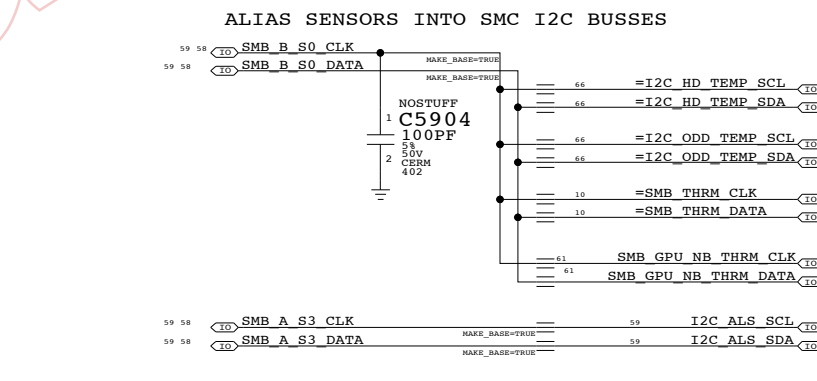 ALIAS SENSORS INTO SMC I2C BUSSES
59 58 IO SMB_B_S0_CLK
MAKE_BASE=TRUE
59 58 IO SMB_B_S0_DATA
MAKE_BASE=TRUE
66 =I2C_HD_TEMP_SCL IO
66 =I2C_HD_TEMP_SDA IO
NOSTUFF
1 C5904
100PF
5%
50V
2 CERM
402
66 =I2C_ODD_TEMP_SCL IO
66 =I2C_ODD_TEMP_SDA IO
10 =SMB_THRM_CLK IO
10 =SMB_THRM_DATA IO
61 SMB_GPU_NB_THRM_CLK IO
61 SMB_GPU_NB_THRM_DATA IO
59 58 IO SMB_A_S3_CLK MAKE_BASE=TRUE 59 I2C_ALS_SCL IO
59 58 IO SMB_A_S3_DATA MAKE_BASE=TRUE 59 I2C_ALS_SDA IO